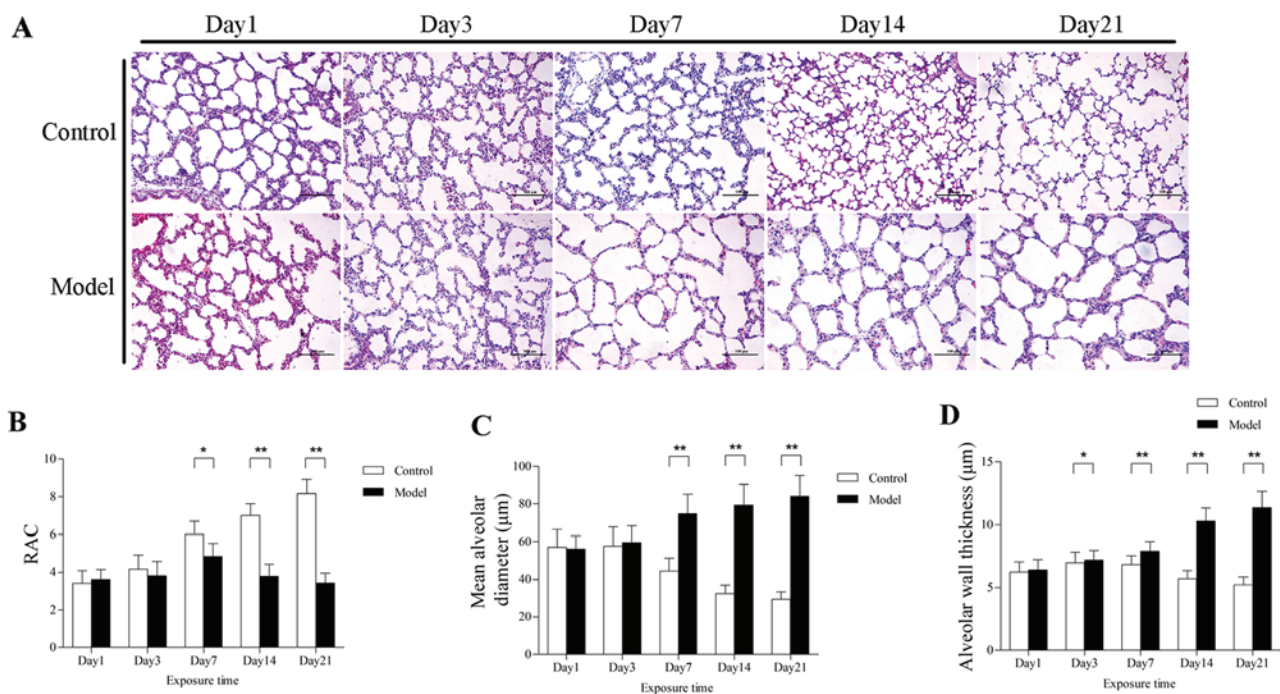 A
Day1 Day3 Day7 Day14 Day21
Control
Model
B
RAC
10
8
6
4
2
0
* ** **
Control
Model
Day1 Day3 Day7 Day14 Day21
Exposure time
C
Mean alveolar
diameter (μm)
100
80
60
40
20
0
** ** **
Control
Model
Day1 Day3 Day7 Day14 Day21
Exposure time
D
Control
Model
Alveolar wall thickness (μm)
15
10
5
0
* ** ** **
Day1 Day3 Day7 Day14 Day21
Exposure time